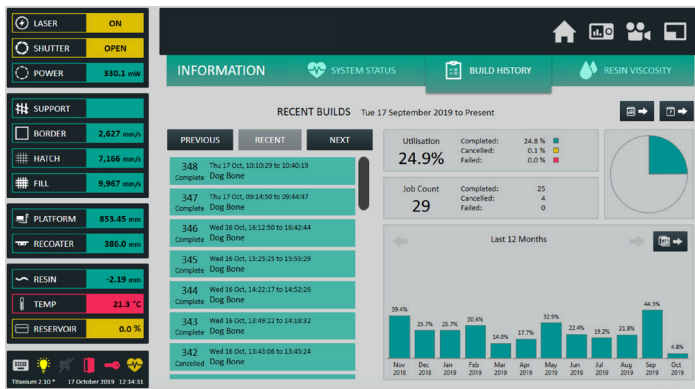 LASER ON
SHUTTER OPEN
POWER 330.1 mW
SUPPORT
BORDER 2,627 mm/s
HATCH 7,166 mm/s
FILL 9,967 mm/s
PLATFORM 853.45 mm
RECOATER 386.0 mm
RESIN -2.19 mm
TEMP 21.3 °C
RESERVOIR 0.0 %
Titanium 2.10 * 17 October 2019 12:14:31
INFORMATION SYSTEM STATUS BUILD HISTORY RESIN VISCOSITY
RECENT BUILDS Tue 17 September 2019 to Present
PREVIOUS RECENT NEXT
348 Thu 17 Oct, 10:10:29 to 10:40:19
Complete Dog Bone
347 Thu 17 Oct, 09:14:50 to 09:44:47
Complete Dog Bone
346 Wed 16 Oct, 16:12:50 to 16:42:44
Complete Dog Bone
345 Wed 16 Oct, 15:25:25 to 15:55:29
Complete Dog Bone
344 Wed 16 Oct, 14:22:17 to 14:52:26
Complete Dog Bone
343 Wed 16 Oct, 13:49:22 to 14:18:32
Complete Dog Bone
342 Wed 16 Oct, 13:43:06 to 13:45:24
Cancelled Dog Bone
Utilisation
24.9%
Completed: 24.8 %
Cancelled: 0.1 %
Failed: 0.0 %
Job Count
29
Completed: 25
Cancelled: 4
Failed: 0
Last 12 Months
39.4% 25.7% 25.7% 30.4% 14.0% 17.7% 32.9% 22.4% 19.2% 21.8% 44.3% 4.8%
Nov Dec Jan Feb Mar Apr May Jun Jul Aug Sep Oct
2018 2018 2019 2019 2019 2019 2019 2019 2019 2019 2019 2019